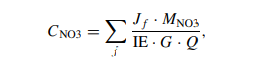 C_{NO3} = \sum_{j} \frac{J_f \cdot M_{NO3}}{IE \cdot G \cdot Q},